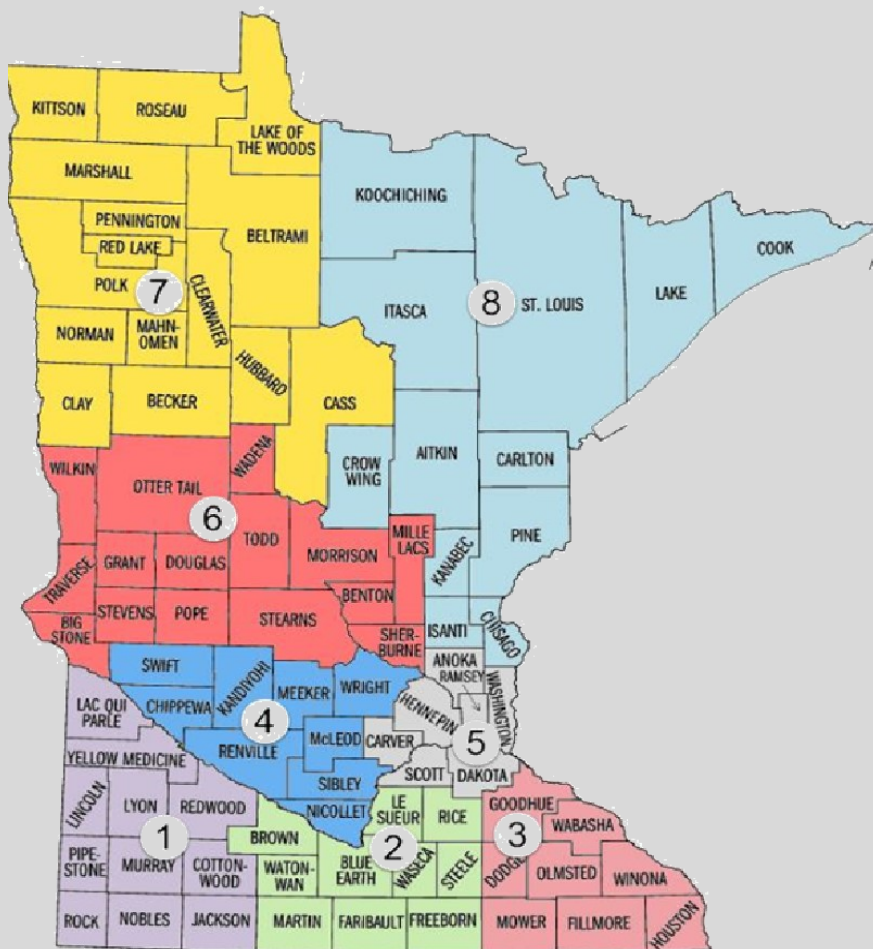 KITTSON
ROSEAU
LAKE OF
THE WOODS
MARSHALL
KOOCHICHING
PENNINGTON
BELTRAMI
RED LAKE
COOK
POLK
7
CLEARWATER
8
ST. LOUIS
LAKE
ITASCA
NORMAN
MAHN-
OMEN
HUBBARD
CLAY
BECKER
CASS
WILKIN
OTTER TAIL
WADENA
CROW
WING
AITKIN
CARLTON
6
TODD
MILLE
LACS
PINE
TRAVERSE
GRANT
DOUGLAS
MORRISON
KANABEC
BENTON
BIG
STONE
STEVENS
POPE
STEARNS
SHER-
BURNE
ISANTI
CHISAGO
SWIFT
KANDIYOHI
MEEKER
WRIGHT
ANOKA
RAMSEY
WASHINGTON
LAC QUI
PARLE
CHIPPEWA
4
HENNEPIN
RENVILLE
McLEOD
CARVER
5
YELLOW MEDICINE
SIBLEY
SCOTT
DAKOTA
LINCOLN
LYON
REDWOOD
NICOLLET
LE
SUEUR
RICE
GOODHUE
WABASHA
1
BROWN
2
3
PIPE-
STONE
MURRAY
COTTON-
WOOD
WATON-
WAN
BLUE
EARTH
WASECA
STEELE
DODGE
OLMSTED
WINONA
ROCK
NOBLES
JACKSON
MARTIN
FARIBAULT
FREEBORN
MOWER
FILLMORE
HOUSTON